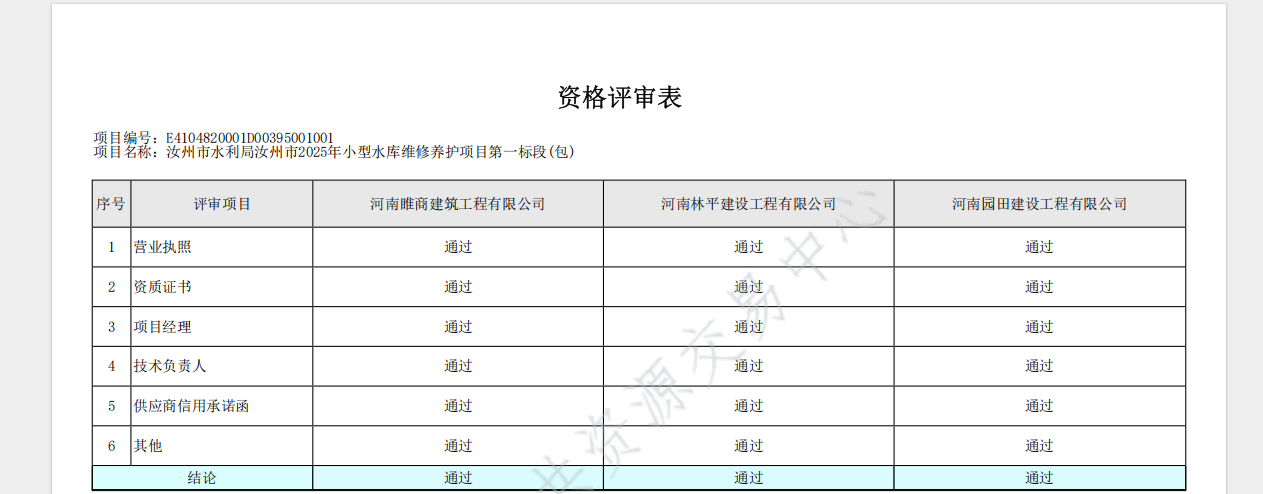 资格评审表
项目编号：E4104820001D00395001001
项目名称：汝州市水利局汝州市2025年小型水库维修养护项目第一标段(包)
序号 评审项目 河南睢商建筑工程有限公司 河南林平建设工程有限公司 河南园田建设工程有限公司
1 营业执照 通过 通过 通过
2 资质证书 通过 通过 通过
3 项目经理 通过 通过 通过
4 技术负责人 通过 通过 通过
5 供应商信用承诺函 通过 通过 通过
6 其他 通过 通过 通过
结论 通过 通过 通过
共资源交易中心